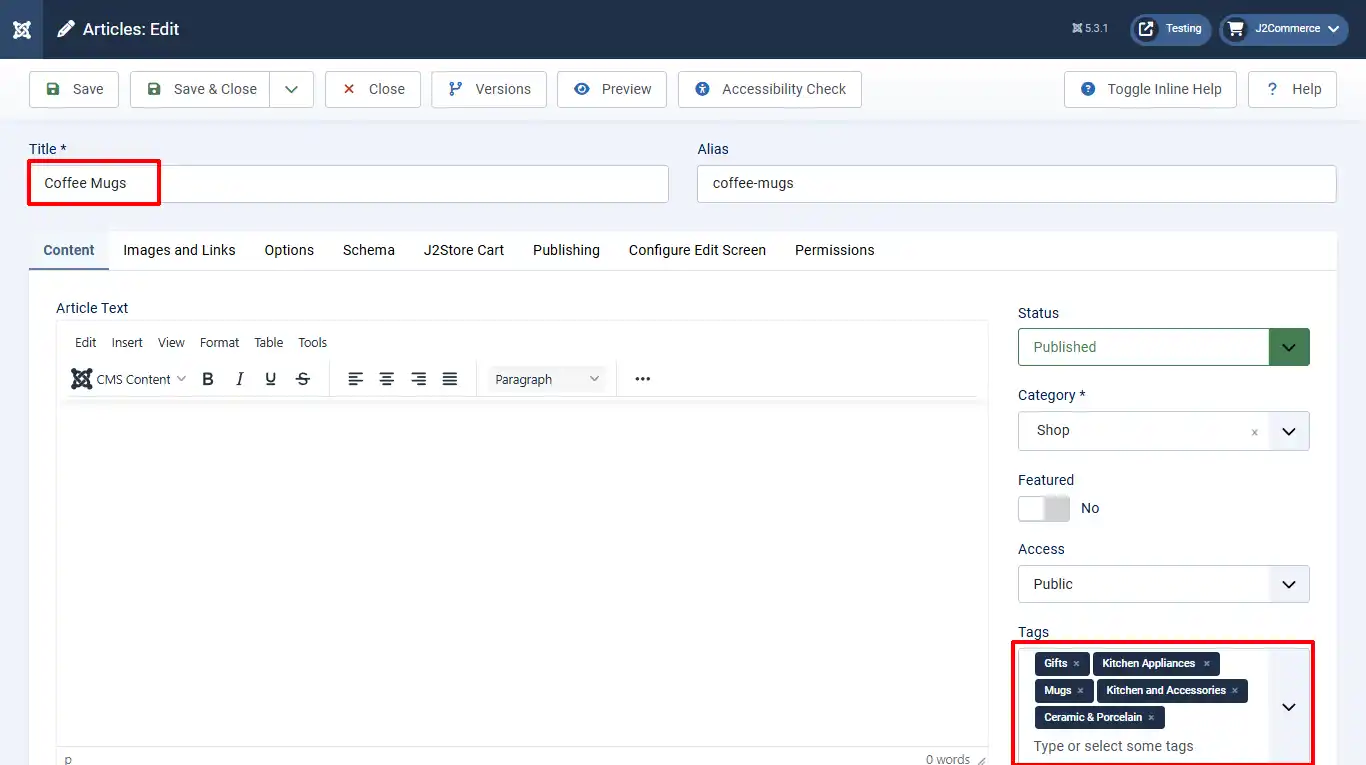 Articles: Edit
5.3.1
Testing
J2Commerce
Save
Save & Close
Close
Versions
Preview
Accessibility Check
Toggle Inline Help
? Help
Title *
Alias
Coffee Mugs
coffee-mugs
Content
Images and Links
Options
Schema
J2Store Cart
Publishing
Configure Edit Screen
Permissions
Article Text
Edit Insert View Format Table Tools
CMS Content B I U S Paragraph ...
p
0 words
Status
Published
Category *
Shop ×
Featured
No
Access
Public
Tags
Gifts × Kitchen Appliances ×
Mugs × Kitchen and Accessories ×
Ceramic & Porcelain ×
Type or select some tags